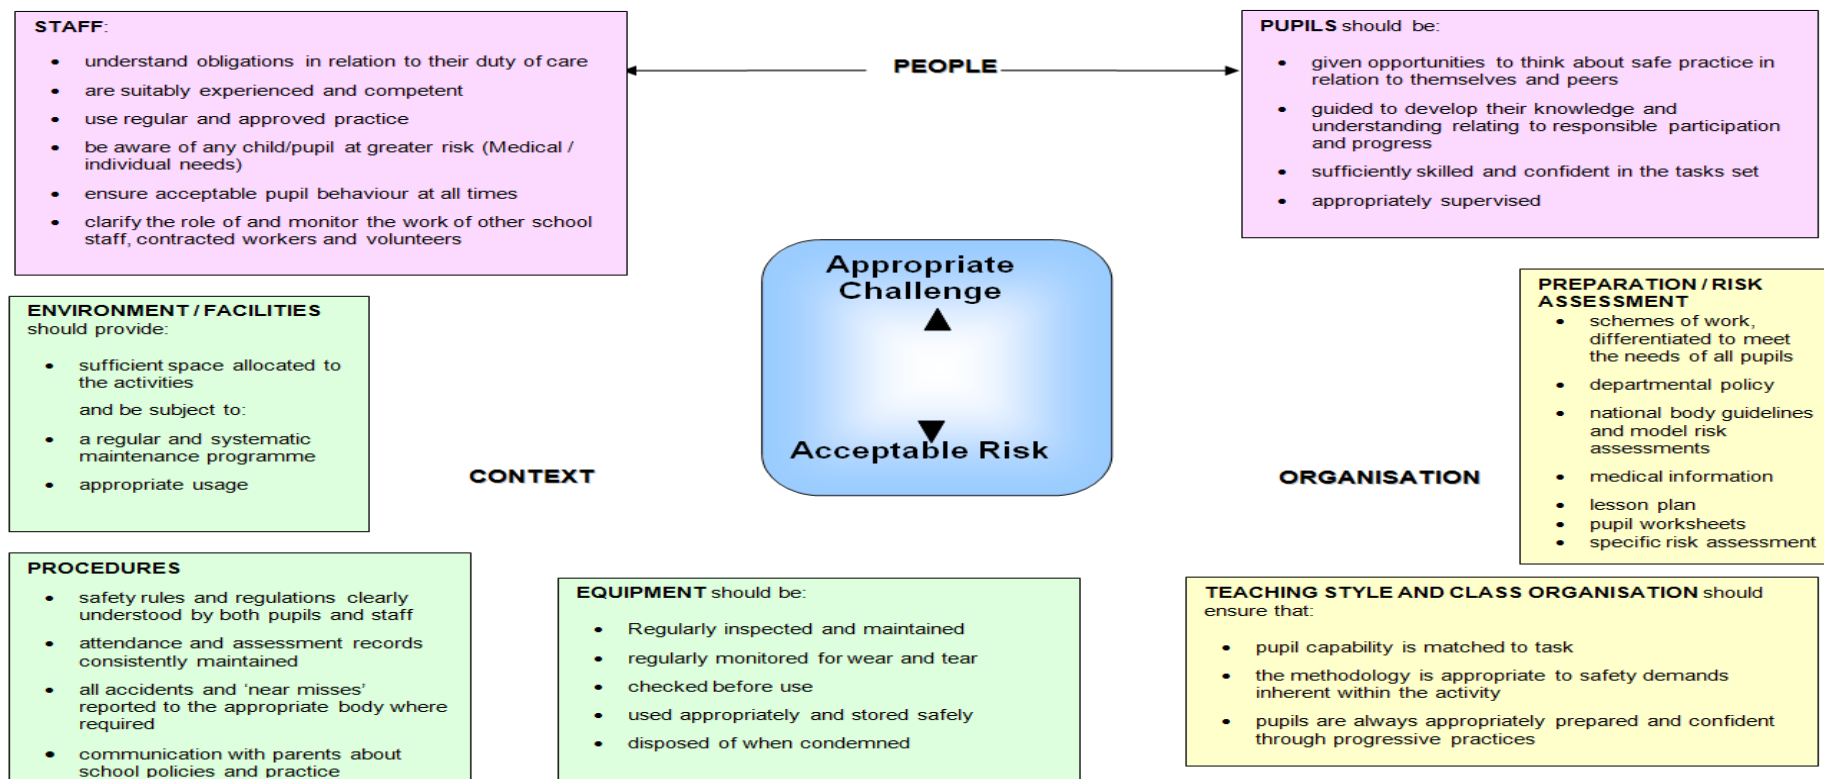 STAFF:
• understand obligations in relation to their duty of care
• are suitably experienced and competent
• use regular and approved practice
• be aware of any child/pupil at greater risk (Medical /
individual needs)
• ensure acceptable pupil behaviour at all times
• clarify the role of and monitor the work of other school
staff, contracted workers and volunteers
PEOPLE
PUPILS should be:
• given opportunities to think about safe practice in
relation to themselves and peers
• guided to develop their knowledge and
understanding relating to responsible participation
and progress
• sufficiently skilled and confident in the tasks set
• appropriately supervised
ENVIRONMENT / FACILITIES
should provide:
• sufficient space allocated to
the activities
and be subject to:
• a regular and systematic
maintenance programme
• appropriate usage
CONTEXT
Appropriate
Challenge
Acceptable Risk
ORGANISATION
PREPARATION / RISK
ASSESSMENT
• schemes of work,
differentiated to meet
the needs of all pupils
• departmental policy
• national body guidelines
and model risk
assessments
• medical information
• lesson plan
• pupil worksheets
• specific risk assessment
PROCEDURES
• safety rules and regulations clearly
understood by both pupils and staff
• attendance and assessment records
consistently maintained
• all accidents and ‘near misses’
reported to the appropriate body where
required
• communication with parents about
school policies and practice
EQUIPMENT should be:
• Regularly inspected and maintained
• regularly monitored for wear and tear
• checked before use
• used appropriately and stored safely
• disposed of when condemned
TEACHING STYLE AND CLASS ORGANISATION should
ensure that:
• pupil capability is matched to task
• the methodology is appropriate to safety demands
inherent within the activity
• pupils are always appropriately prepared and confident
through progressive practices